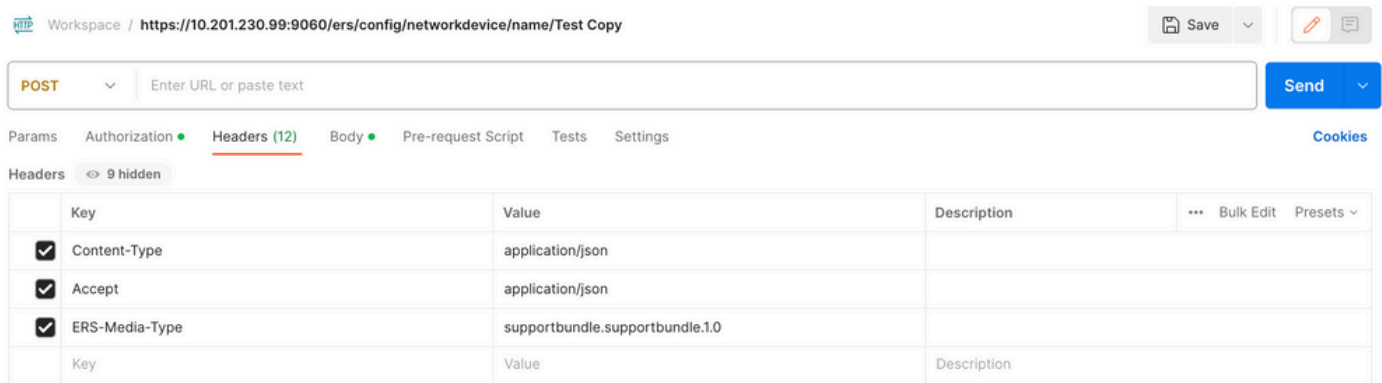 HTTP Workspace / https://10.201.230.99:9060/ers/config/networkdevice/name/Test Copy Save
POST Enter URL or paste text Send
Params Authorization Headers (12) Body Pre-request Script Tests Settings Cookies
Headers 9 hidden
Key Value Description ••• Bulk Edit Presets
Content-Type application/json
Accept application/json
ERS-Media-Type supportbundle.supportbundle.1.0
Key Value Description